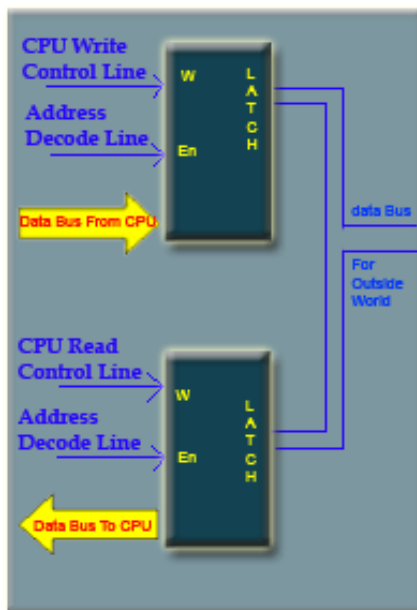 CPU Write
Control Line
W
L
A
T
C
H
Address
Decode Line
En
Data Bus From CPU
data Bus
For
Outside
World
CPU Read
Control Line
W
L
A
T
C
H
Address
Decode Line
En
Data Bus To CPU